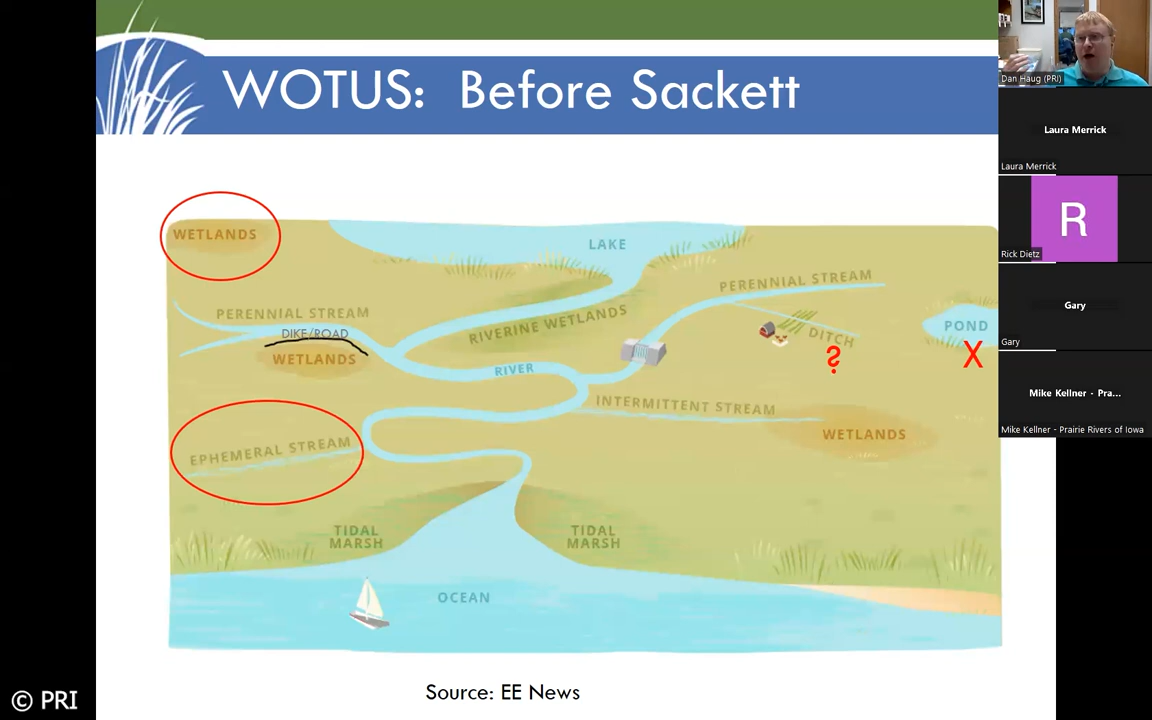 WOTUS: Before Sackett
WETLANDS
LAKE
PERENNIAL STREAM
PERENNIAL STREAM
DIKE/ROAD
RIVERINE WETLANDS
DITCH
?
POND
X
WETLANDS
RIVER
INTERMITTENT STREAM
WETLANDS
EPHEMERAL STREAM
TIDAL
MARSH
TIDAL
MARSH
OCEAN
Source: EE News
© PRI
Dan Haug (PRI)
Laura Merrick
Laura Merrick
R
Rick Dietz
Gary
Gary
Mike Kellner - Pra...
Mike Kellner - Prairie Rivers of Iowa